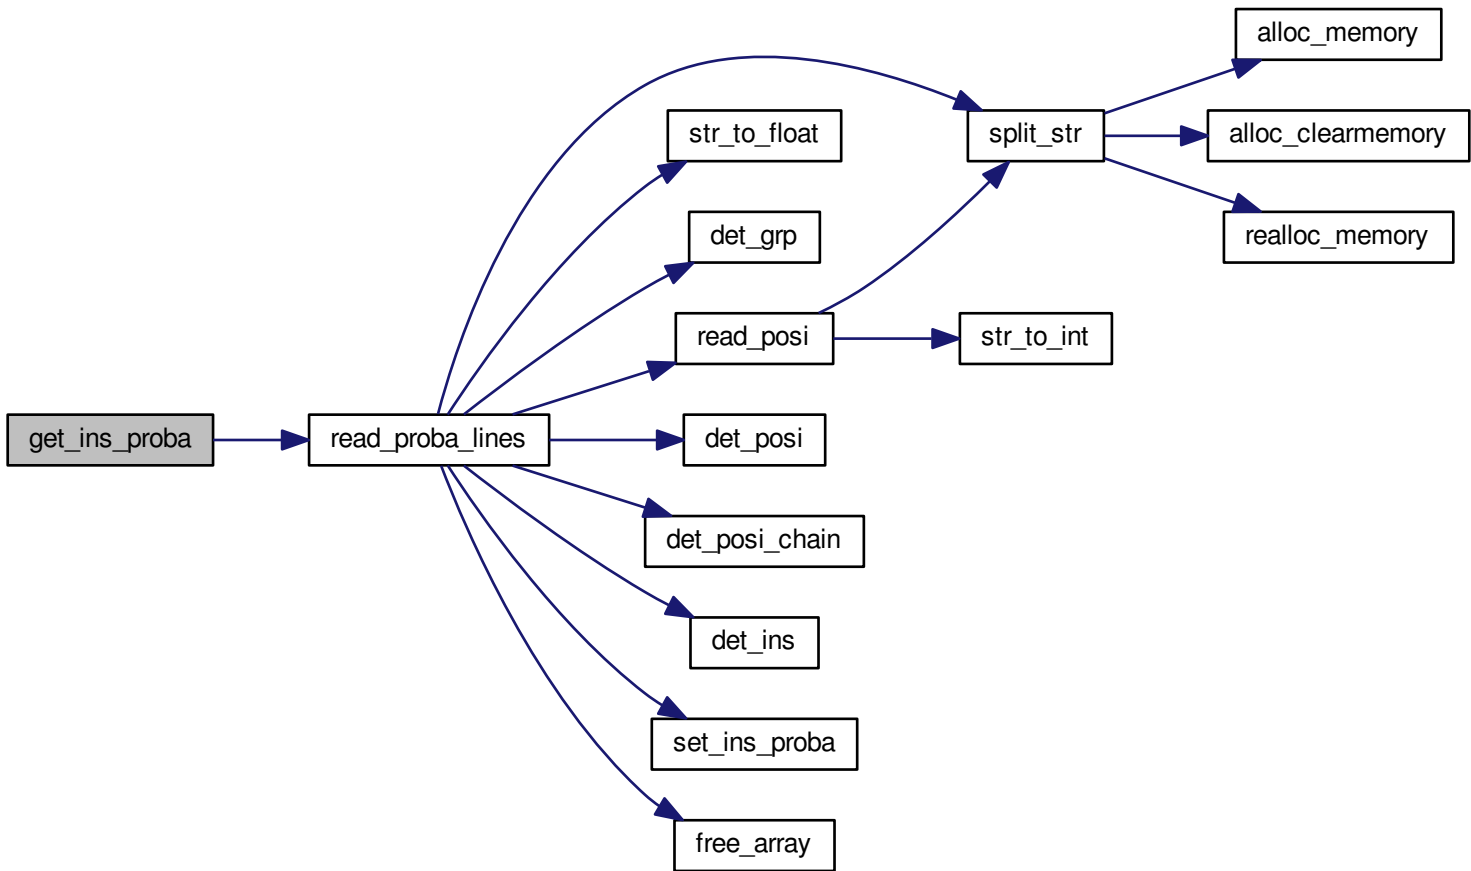 alloc_memory
str_to_float
split_str
alloc_clearmemory
det_grp
realloc_memory
read_posi
str_to_int
get_ins_proba
read_proba_lines
det_posi
det_posi_chain
det_ins
set_ins_proba
free_array